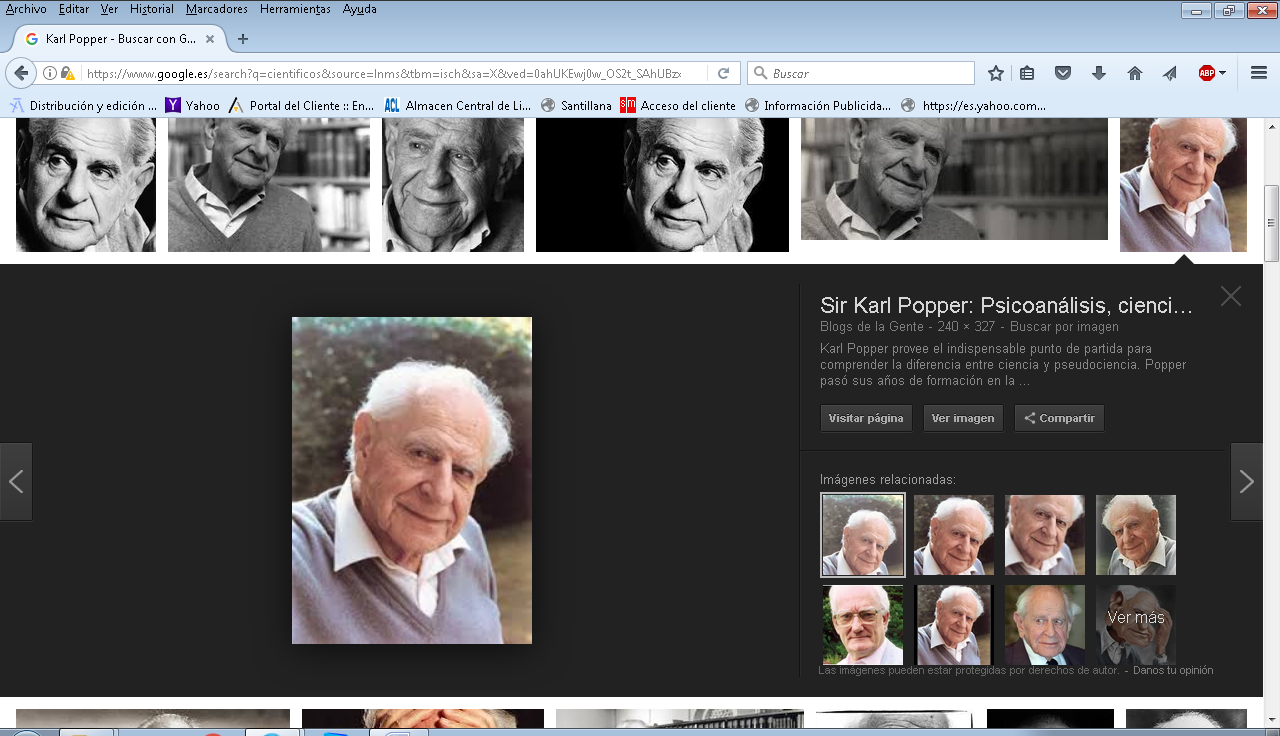 Archivo Editar Ver Historial Marcadores Herramientas Ayuda
Karl Popper - Buscar con G...
https://www.google.es/search?q=cientificos&source=lnms&tbm=isch&sa=X&ved=0ahUKEwj0w_OS2t_SAhUBzx
Buscar
ABP
Distribución y edición ... Yahoo Portal del Cliente :: En... ACL Almacen Central de Li... Santillana sm Acceso del cliente Información Publicida... https://es.yahoo.com...
Sir Karl Popper: Psicoanálisis, cienci...
Blogs de la Gente - 240 × 327 - Buscar por imagen
Karl Popper provee el indispensable punto de partida para
comprender la diferencia entre ciencia y pseudociencia. Popper
pasó sus años de formación en la ...
Visitar página Ver imagen Compartir
Imágenes relacionadas:
Ver más
Las imágenes pueden estar protegidas por derechos de autor. - Danos tu opinión